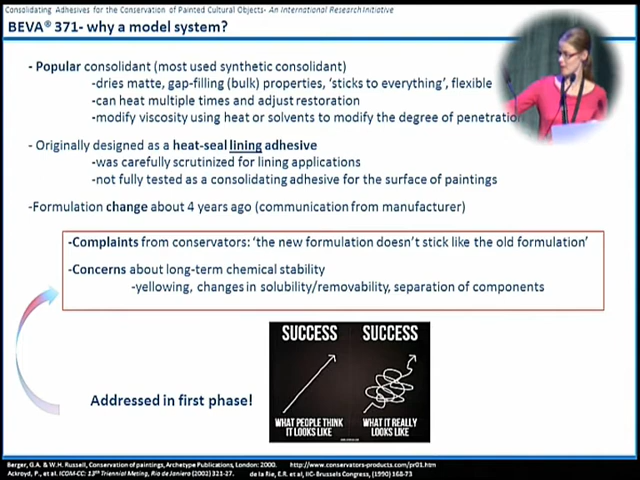 Consolidating Adhesives for the Conservation of Painted Cultural Objects- An International Research Initiative
BEVA® 371- why a model system?
- Popular consolidant (most used synthetic consolidant)
-dries matte, gap-filling (bulk) properties, ‘sticks to everything’, flexible
-can heat multiple times and adjust restoration
-modify viscosity using heat or solvents to modify the degree of penetration
- Originally designed as a heat-seal lining adhesive
-was carefully scrutinized for lining applications
-not fully tested as a consolidating adhesive for the surface of paintings
-Formulation change about 4 years ago (communication from manufacturer)
-Complaints from conservators: ‘the new formulation doesn’t stick like the old formulation’
-Concerns about long-term chemical stability
-yellowing, changes in solubility/removability, separation of components
SUCCESS SUCCESS
WHAT PEOPLE THINK IT LOOKS LIKE
WHAT IT REALLY LOOKS LIKE
Addressed in first phase!
Berger, G.A. & W.H. Russell, Conservation of paintings, Archetype Publications, London: 2000. http://www.conservators-products.com/pr01.htm
Ackroyd, P., et al. ICOM-CC: 13th Triennial Meting, Rio de Janiero (2002) 321-27. de la Rie, E.R. et al, IIC-Brussels Congress, (1990) 168-73